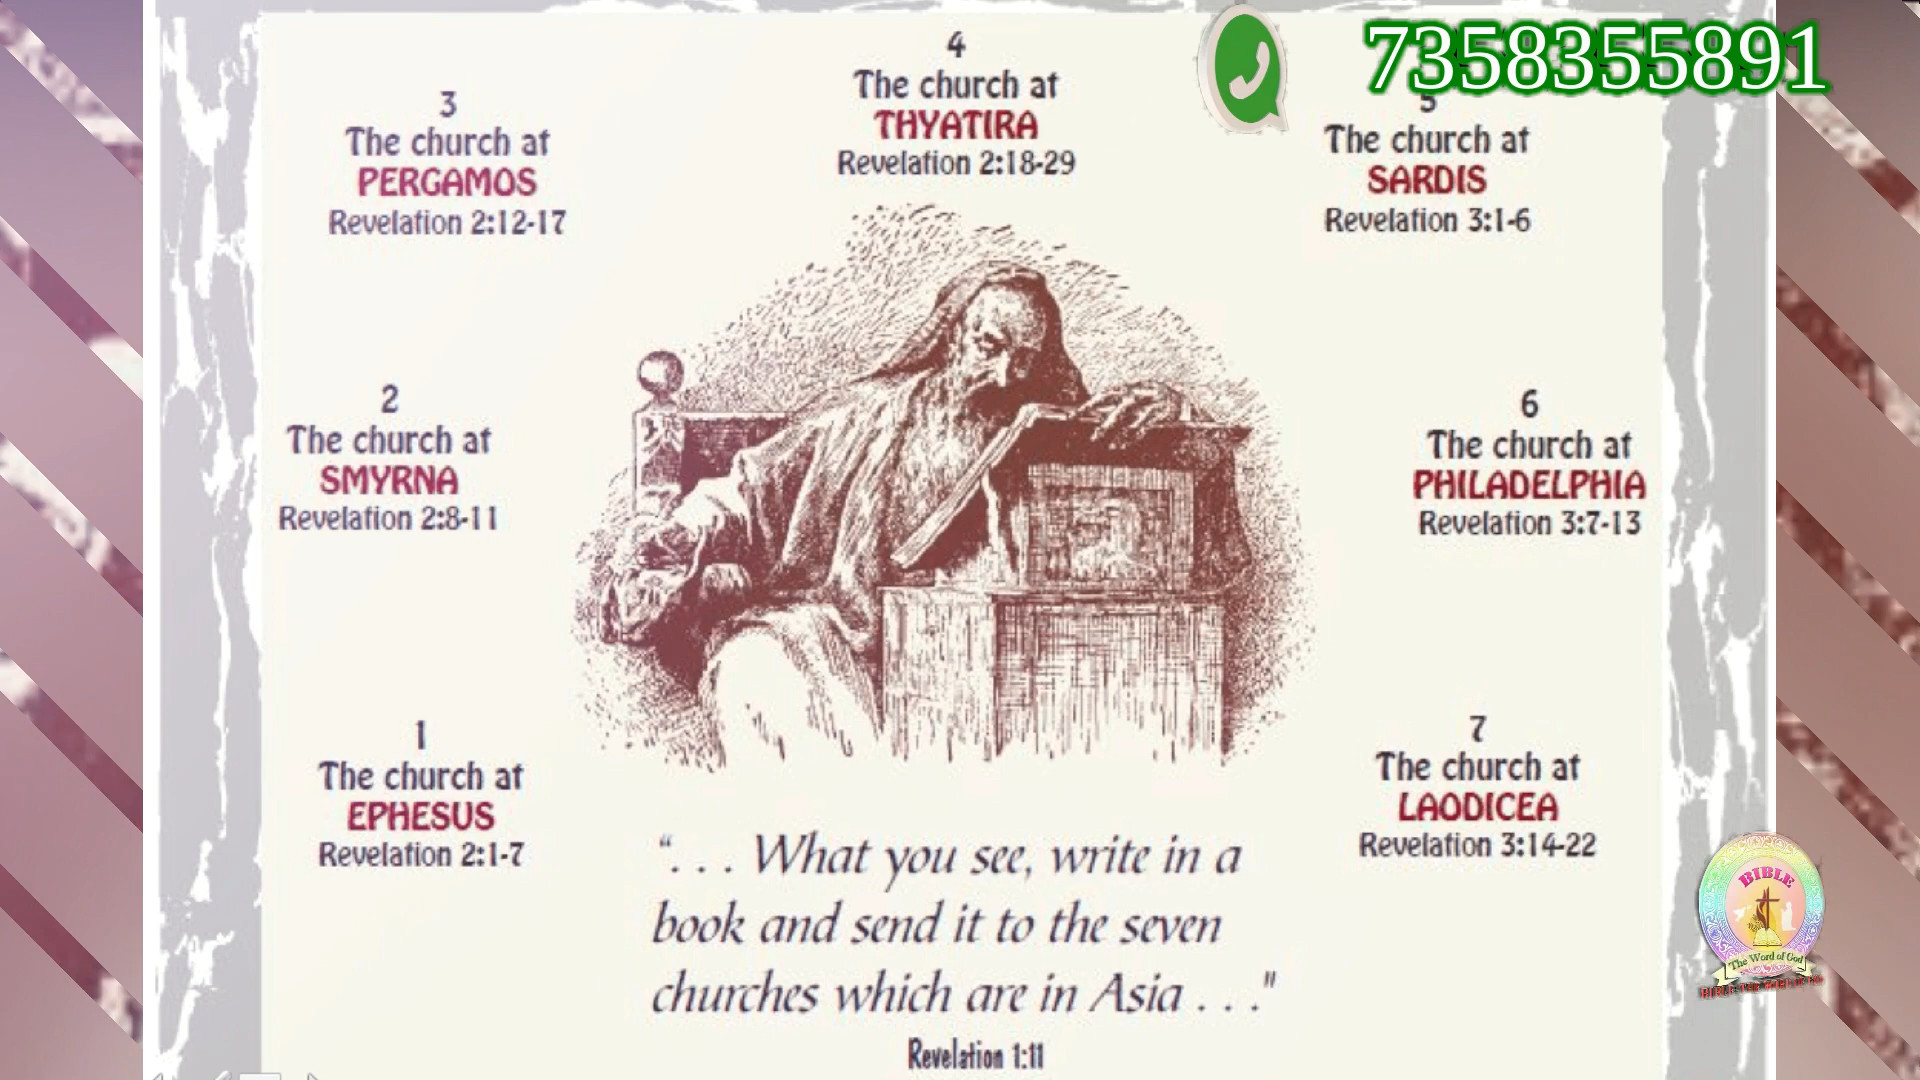 7358355891
4
The church at
THYATIRA
Revelation 2:18-29
3
The church at
PERGAMOS
Revelation 2:12-17
5
The church at
SARDIS
Revelation 3:1-6
2
The church at
SMYRNA
Revelation 2:8-11
6
The church at
PHILADELPHIA
Revelation 3:7-13
1
The church at
EPHESUS
Revelation 2:1-7
7
The church at
LAODICEA
Revelation 3:14-22
“. . . What you see, write in a
book and send it to the seven
churches which are in Asia . . ."
Revelation 1:11
BIBLE
The Word of God